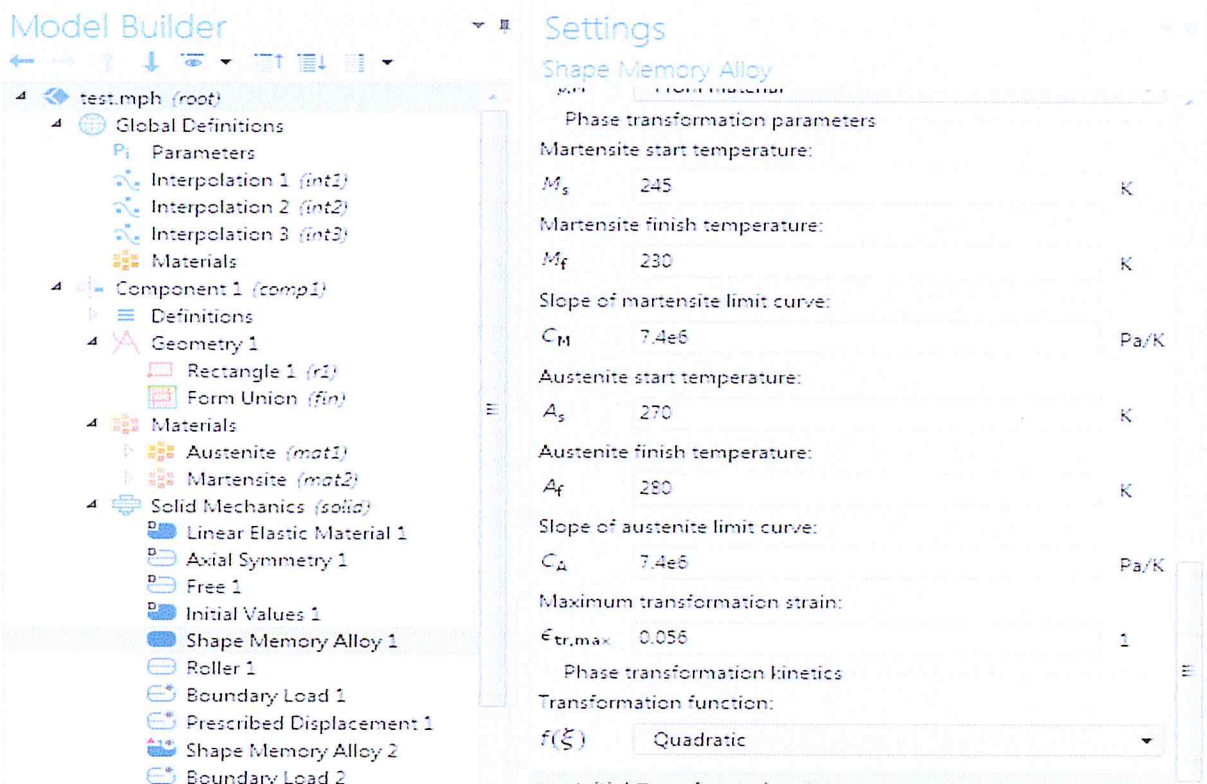 Model Builder
test.mph (root)
Global Definitions
Pi Parameters
Interpolation 1 (int1)
Interpolation 2 (int2)
Interpolation 3 (int3)
Materials
Component 1 (comp1)
Definitions
Geometry 1
Rectangle 1 (r1)
Form Union (fin)
Materials
Austenite (mat1)
Martensite (mat2)
Solid Mechanics (solid)
Linear Elastic Material 1
Axial Symmetry 1
Free 1
Initial Values 1
Shape Memory Alloy 1
Roller 1
Boundary Load 1
Prescribed Displacement 1
Shape Memory Alloy 2
Boundary Load 2
Settings
Shape Memory Alloy
From material
Phase transformation parameters
Martensite start temperature:
Ms 245 K
Martensite finish temperature:
Mf 230 K
Slope of martensite limit curve:
CM 7.4e6 Pa/K
Austenite start temperature:
As 270 K
Austenite finish temperature:
Af 280 K
Slope of austenite limit curve:
CA 7.4e6 Pa/K
Maximum transformation strain:
ϵtr,max 0.056 1
Phase transformation kinetics
Transformation function:
f(ξ) Quadratic